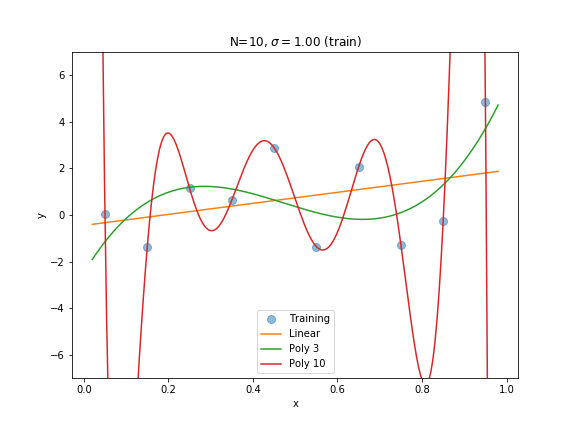 N=10, σ = 1.00 (train)
6
4
2
0
−2
−4
−6
y
Training
Linear
Poly 3
Poly 10
0.0 0.2 0.4 0.6 0.8 1.0
x